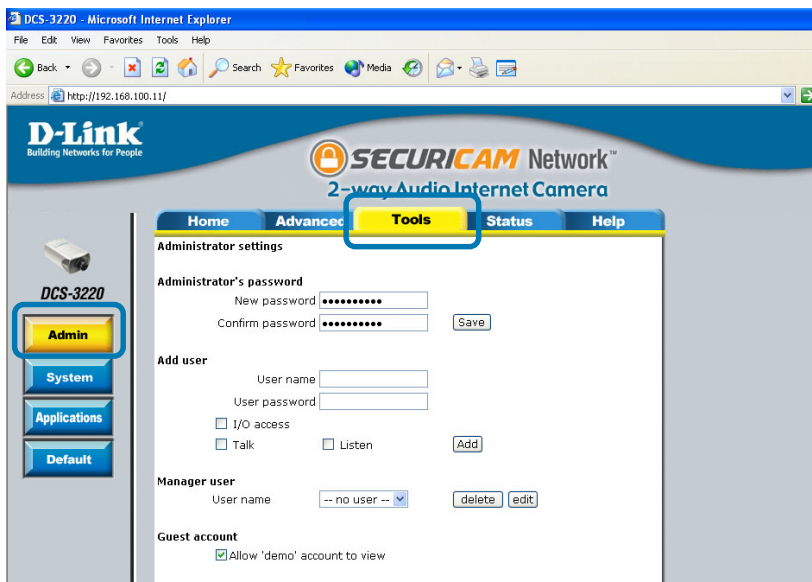 DCS-3220 - Microsoft Internet Explorer
File Edit View Favorites Tools Help
Back Search Favorites Media
Address http://192.168.100.11/
D-Link
Building Networks for People
SECURICAM Network™
2-way Audio Internet Camera
Home Advanced Tools Status Help
DCS-3220
Admin
System
Applications
Default
Administrator settings
Administrator's password
New password ••••••••••
Confirm password •••••••••• Save
Add user
User name
User password
I/O access
Talk Listen Add
Manager user
User name -- no user -- delete edit
Guest account
Allow 'demo' account to view